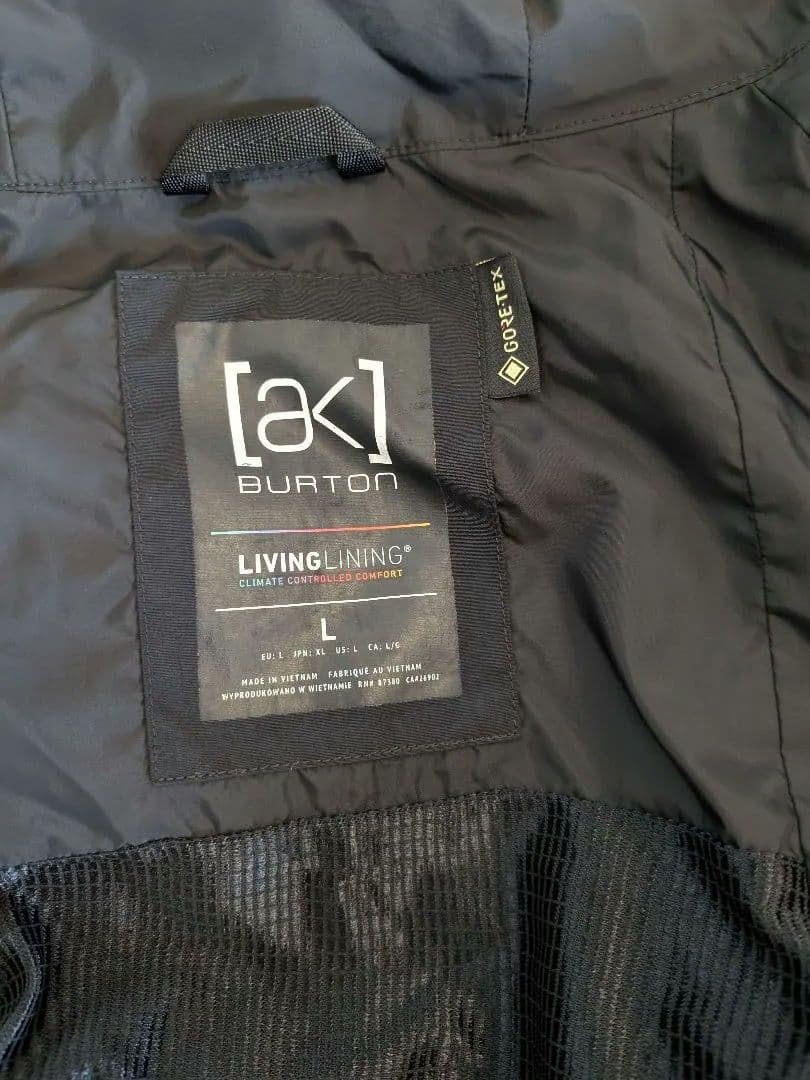 GORE-TEX
[ak]
BURTON
LIVINGLINING®
CLIMATE CONTROLLED COMFORT
L
EU: L JPN: XL US: L CA: L/G
MADE IN VIETNAM FABRIQUÉ AU VIETNAM
WYPRODUKOWANO W WIETNAMIE RN# 87580 CA#26902